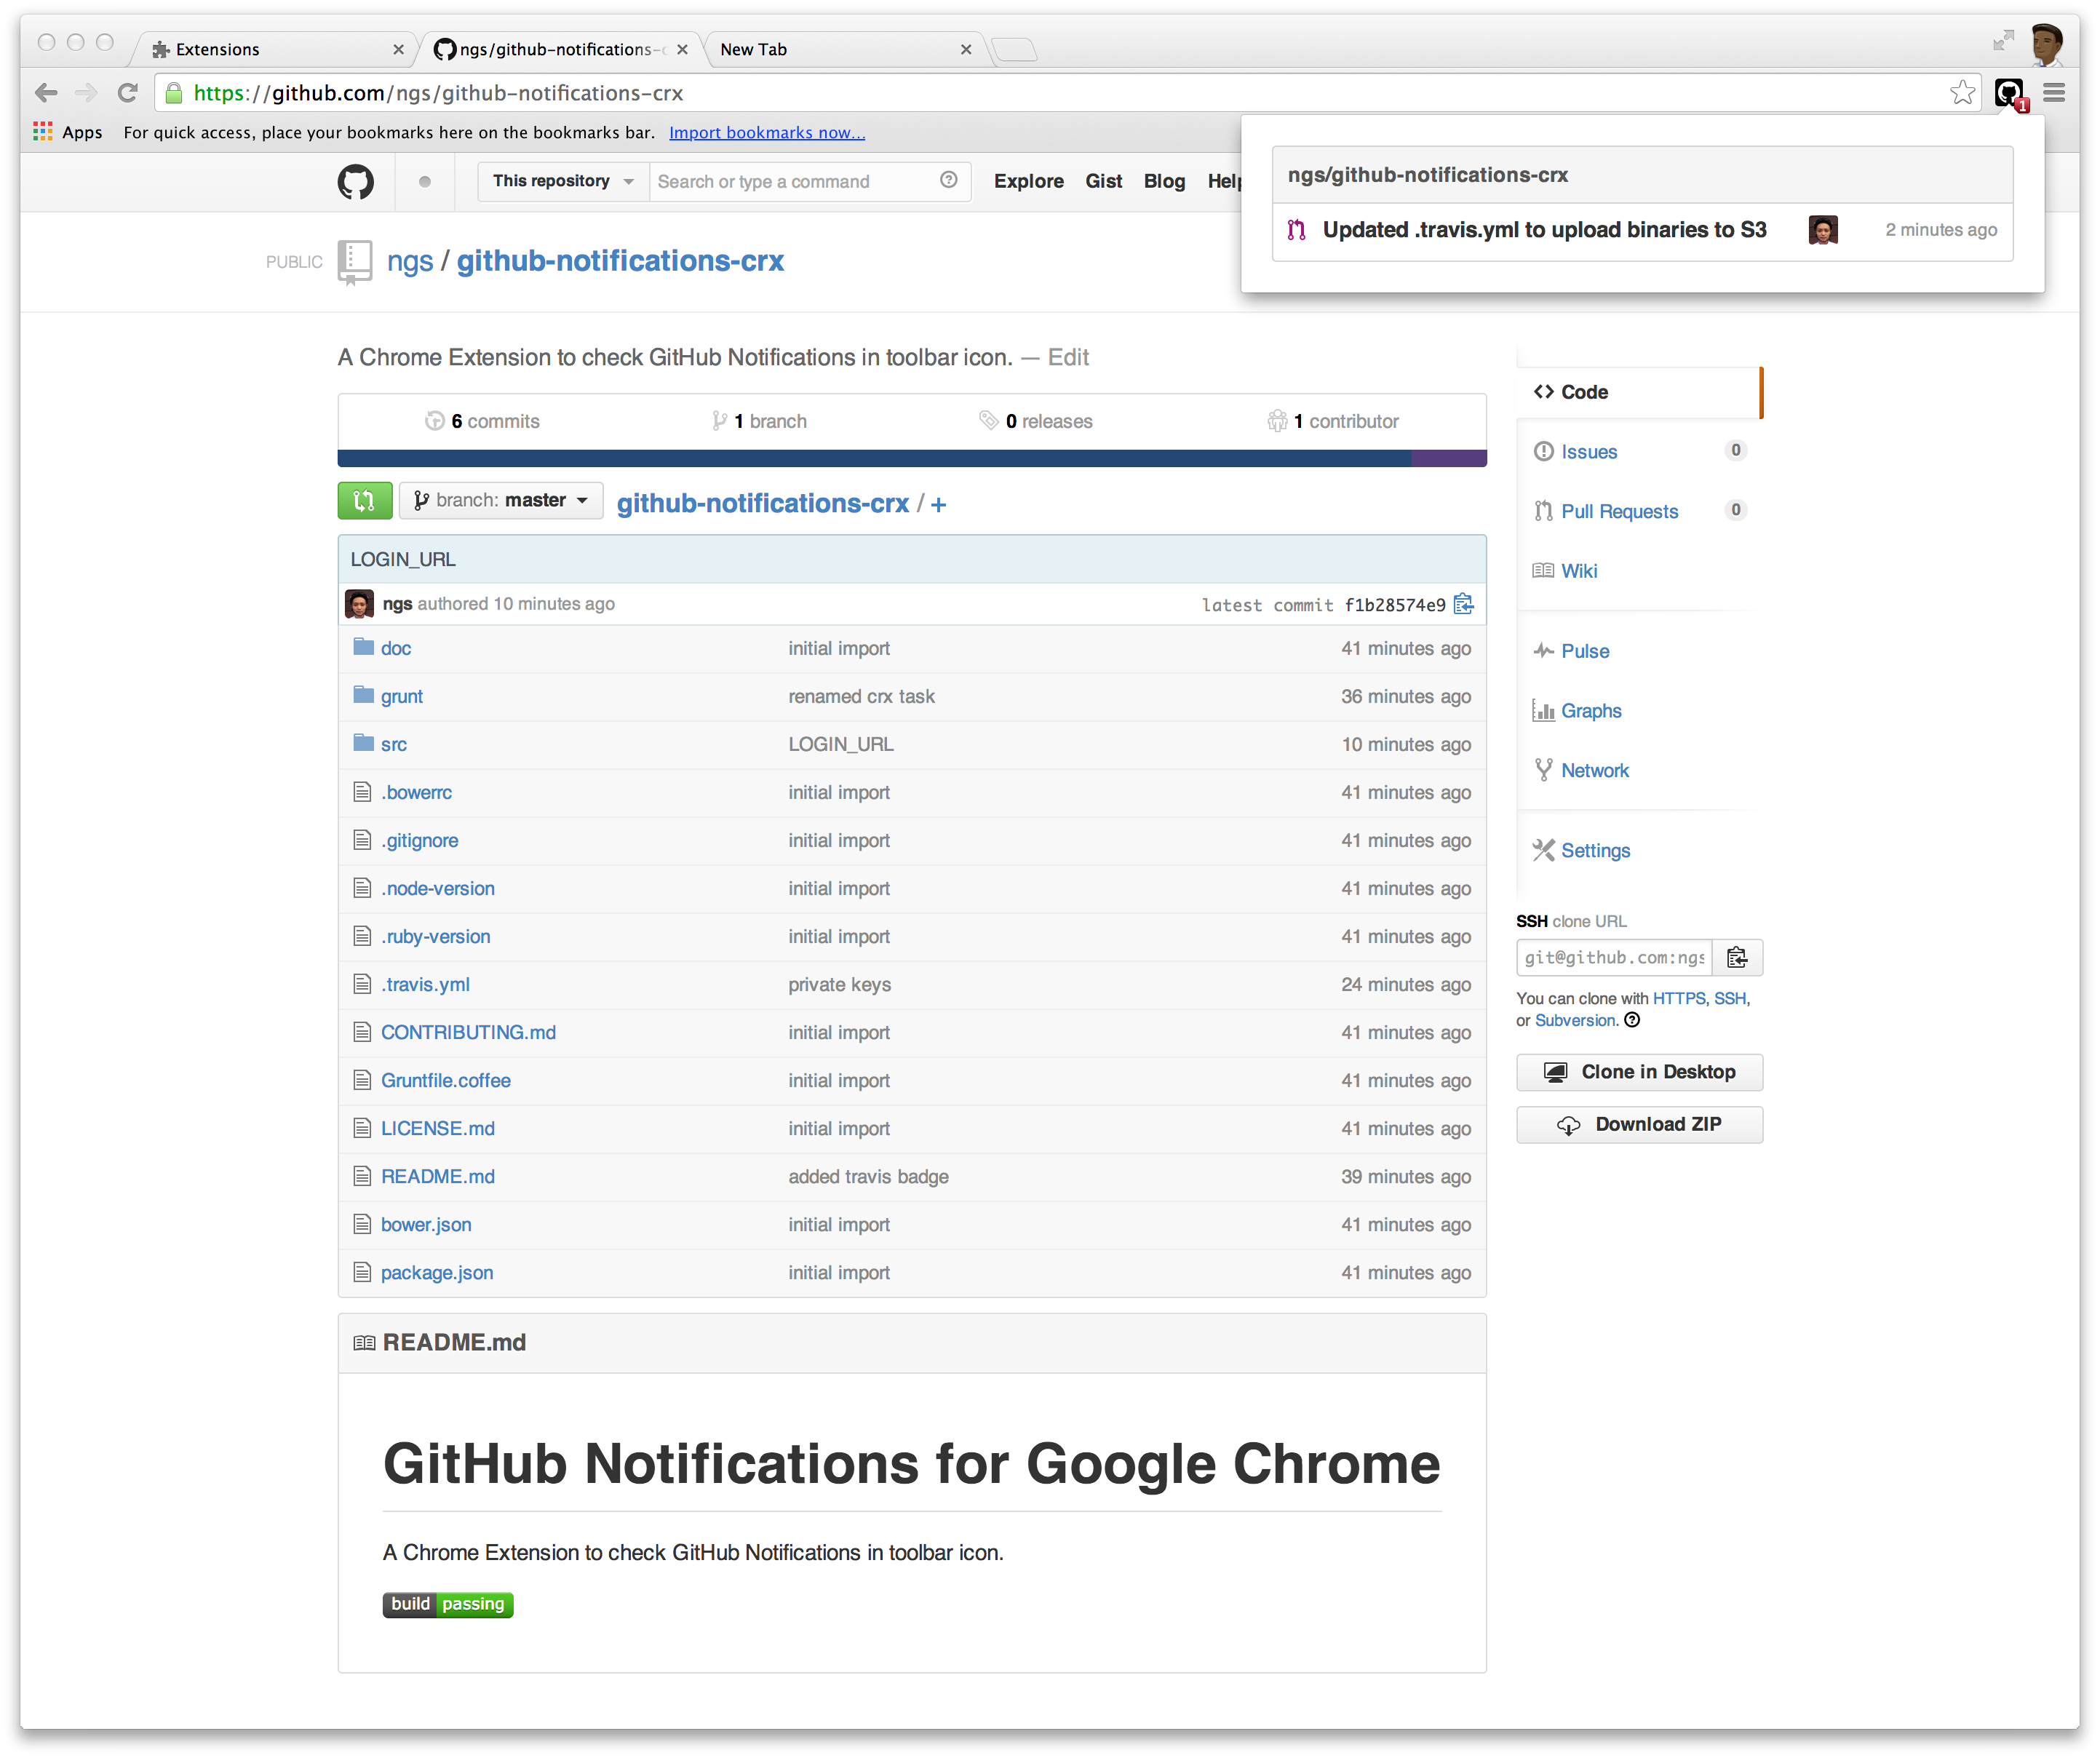 Extensions
ngs/github-notifications-c
New Tab
https://github.com/ngs/github-notifications-crx
1
Apps For quick access, place your bookmarks here on the bookmarks bar. Import bookmarks now...
This repository Search or type a command Explore Gist Blog Help
ngs/github-notifications-crx
Updated .travis.yml to upload binaries to S3 2 minutes ago
PUBLIC ngs / github-notifications-crx
A Chrome Extension to check GitHub Notifications in toolbar icon. — Edit
6 commits 1 branch 0 releases 1 contributor
branch: master github-notifications-crx / +
LOGIN_URL
ngs authored 10 minutes ago latest commit f1b28574e9
doc initial import 41 minutes ago
grunt renamed crx task 36 minutes ago
src LOGIN_URL 10 minutes ago
.bowerrc initial import 41 minutes ago
.gitignore initial import 41 minutes ago
.node-version initial import 41 minutes ago
.ruby-version initial import 41 minutes ago
.travis.yml private keys 24 minutes ago
CONTRIBUTING.md initial import 41 minutes ago
Gruntfile.coffee initial import 41 minutes ago
LICENSE.md initial import 41 minutes ago
README.md added travis badge 39 minutes ago
bower.json initial import 41 minutes ago
package.json initial import 41 minutes ago
README.md
GitHub Notifications for Google Chrome
A Chrome Extension to check GitHub Notifications in toolbar icon.
build passing
Code
Issues 0
Pull Requests 0
Wiki
Pulse
Graphs
Network
Settings
SSH clone URL
git@github.com:ngs
You can clone with HTTPS, SSH,
or Subversion.
Clone in Desktop
Download ZIP